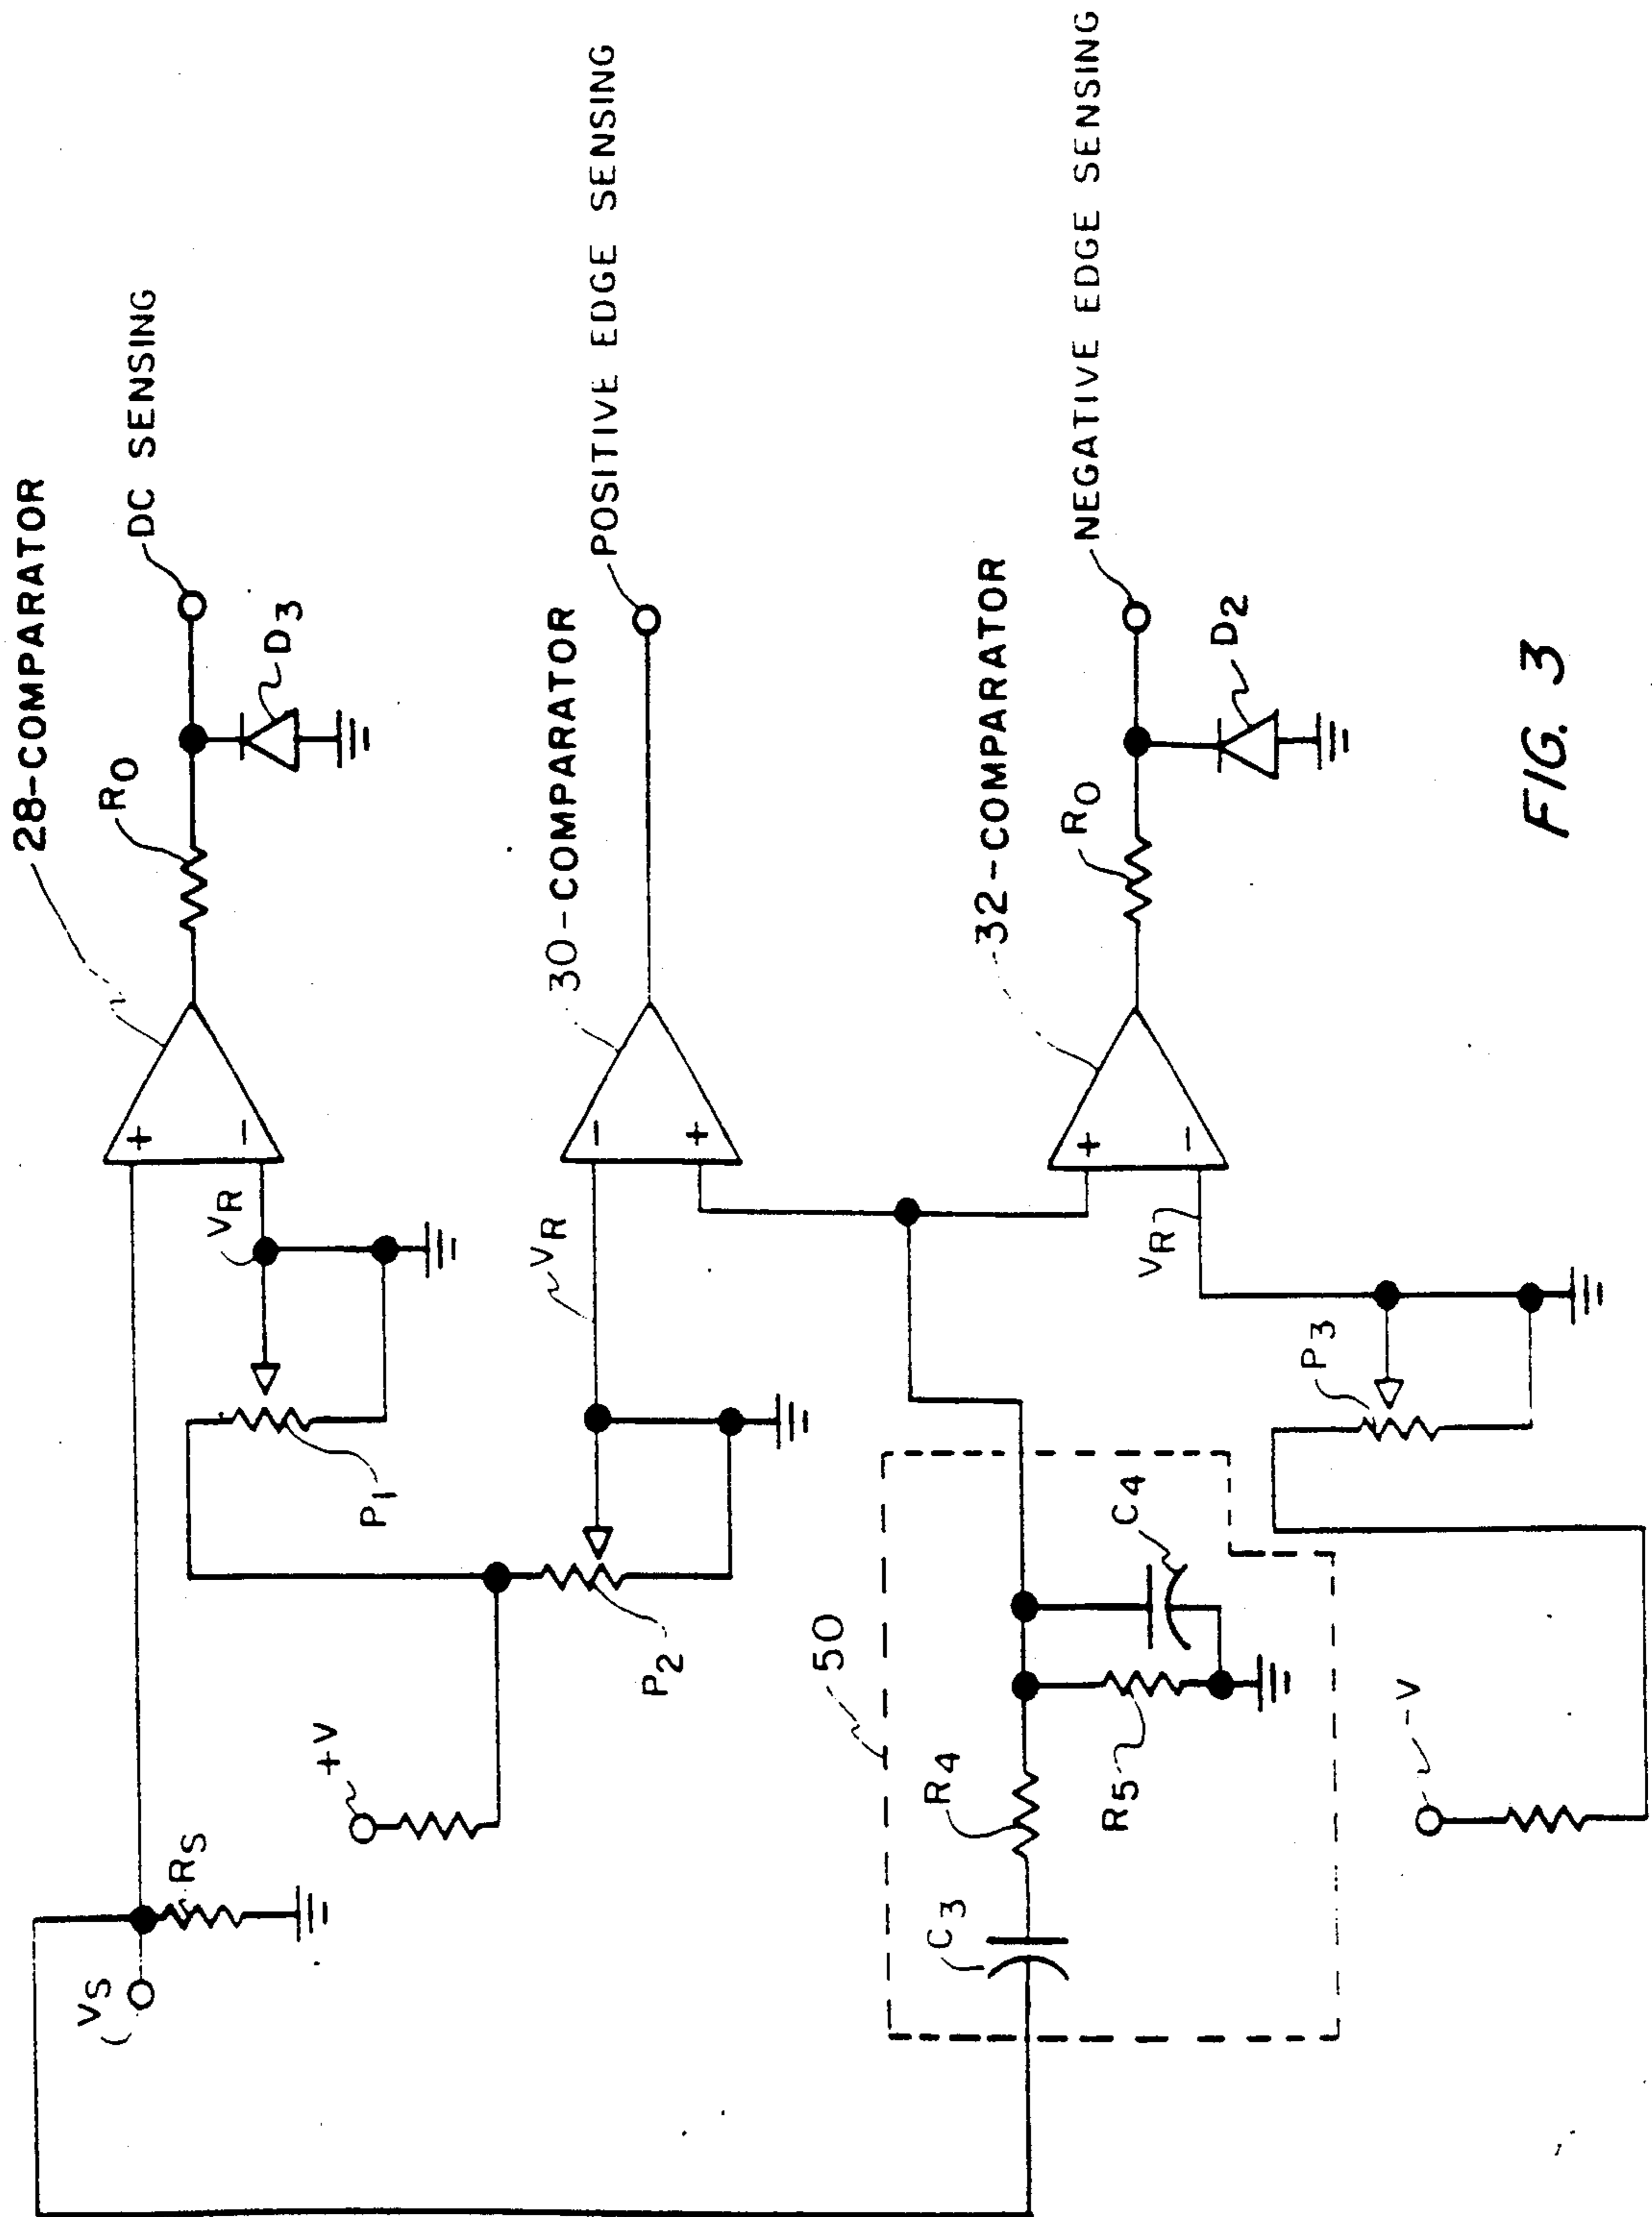 28-COMPARATOR
DC SENSING
R0
D3
VR
P1
VS
RS
+V
P2
30-COMPARATOR
POSITIVE EDGE SENSING
VR
+
-
-
+
50
C3
R4
R5
C4
32-COMPARATOR
NEGATIVE EDGE SENSING
R0
D2
+
-
VR
P3
-V
FIG. 3